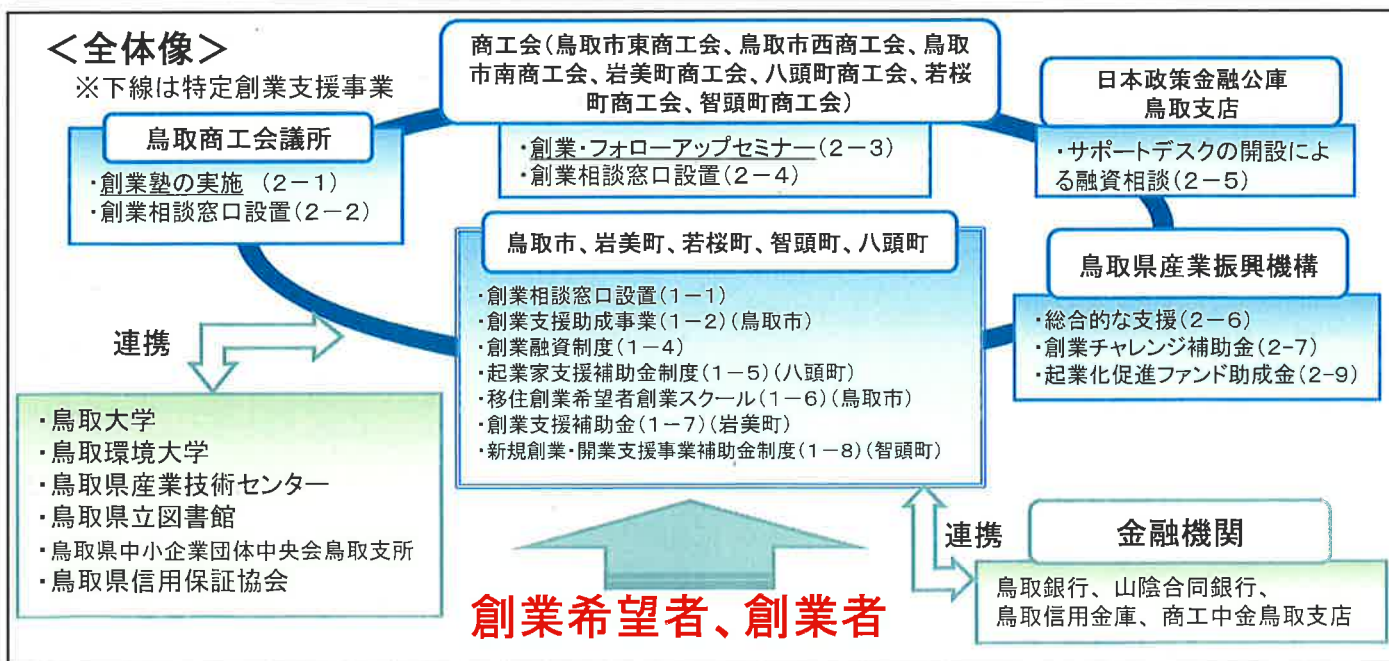 <全体像>
※下線は特定創業支援事業
商工会(鳥取市東商工会、鳥取市西商工会、鳥取
市南商工会、岩美町商工会、八頭町商工会、若桜
町商工会、智頭町商工会)
・創業・フォローアップセミナー(2-3)
・創業相談窓口設置(2-4)
日本政策金融公庫
鳥取支店
・サポートデスクの開設によ
る融資相談(2-5)
鳥取商工会議所
・創業塾の実施 (2-1)
・創業相談窓口設置(2-2)
鳥取市、岩美町、若桜町、智頭町、八頭町
・創業相談窓口設置(1-1)
・創業支援助成事業(1-2)(鳥取市)
・創業融資制度(1-4)
・起業家支援補助金制度(1-5)(八頭町)
・移住創業希望者創業スクール(1-6)(鳥取市)
・創業支援補助金(1-7)(岩美町)
・新規創業・開業支援事業補助金制度(1-8)(智頭町)
鳥取県産業振興機構
・総合的な支援(2-6)
・創業チャレンジ補助金(2-7)
・起業化促進ファンド助成金(2-9)
連携
・鳥取大学
・鳥取環境大学
・鳥取県産業技術センター
・鳥取県立図書館
・鳥取県中小企業団体中央会鳥取支所
・鳥取県信用保証協会
連携
金融機関
鳥取銀行、山陰合同銀行、
鳥取信用金庫、商工中金鳥取支店
創業希望者、創業者